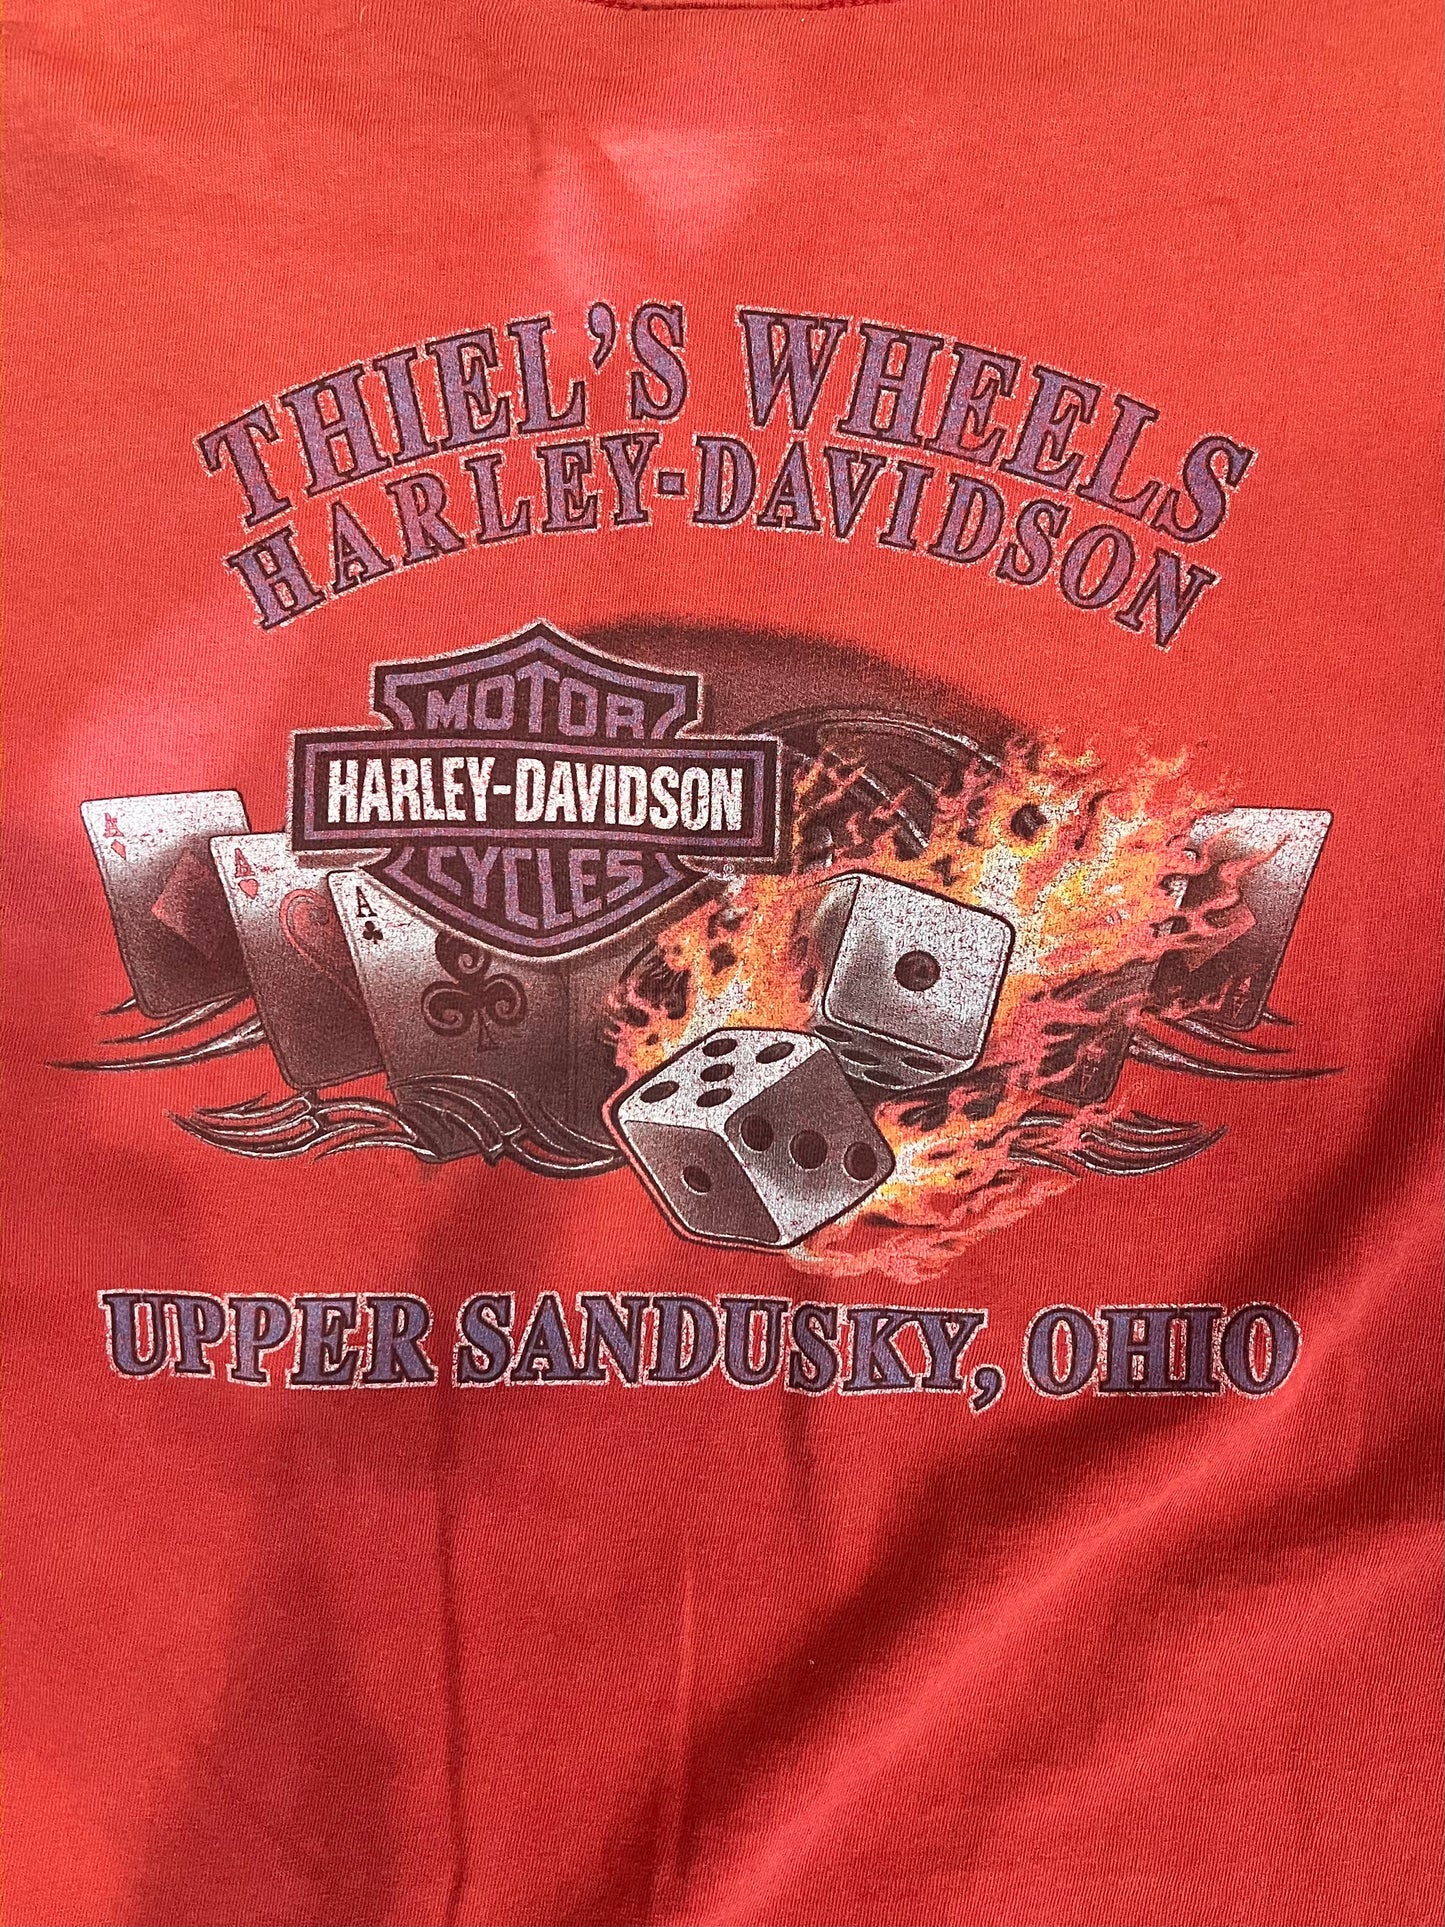 THIEL'S WHEELS
HARLEY-DAVIDSON
MOTOR
HARLEY-DAVIDSON
CYCLES
®
A
A
A
A
A
UPPER SANDUSKY, OHIO